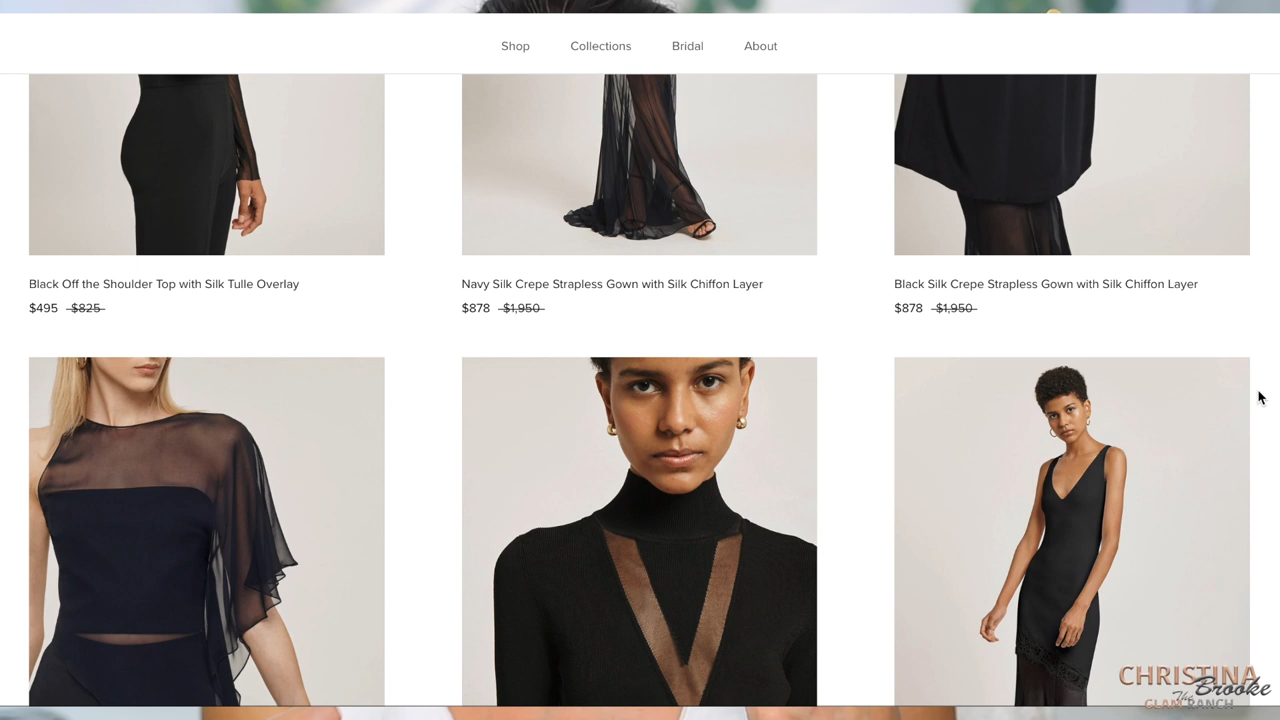 Shop Collections Bridal About
Black Off the Shoulder Top with Silk Tulle Overlay
$495 $825
Navy Silk Crepe Strapless Gown with Silk Chiffon Layer
$878 $1,950
Black Silk Crepe Strapless Gown with Silk Chiffon Layer
$878 $1,950
CHRISTINA
The Brooke
GLAM RANCH